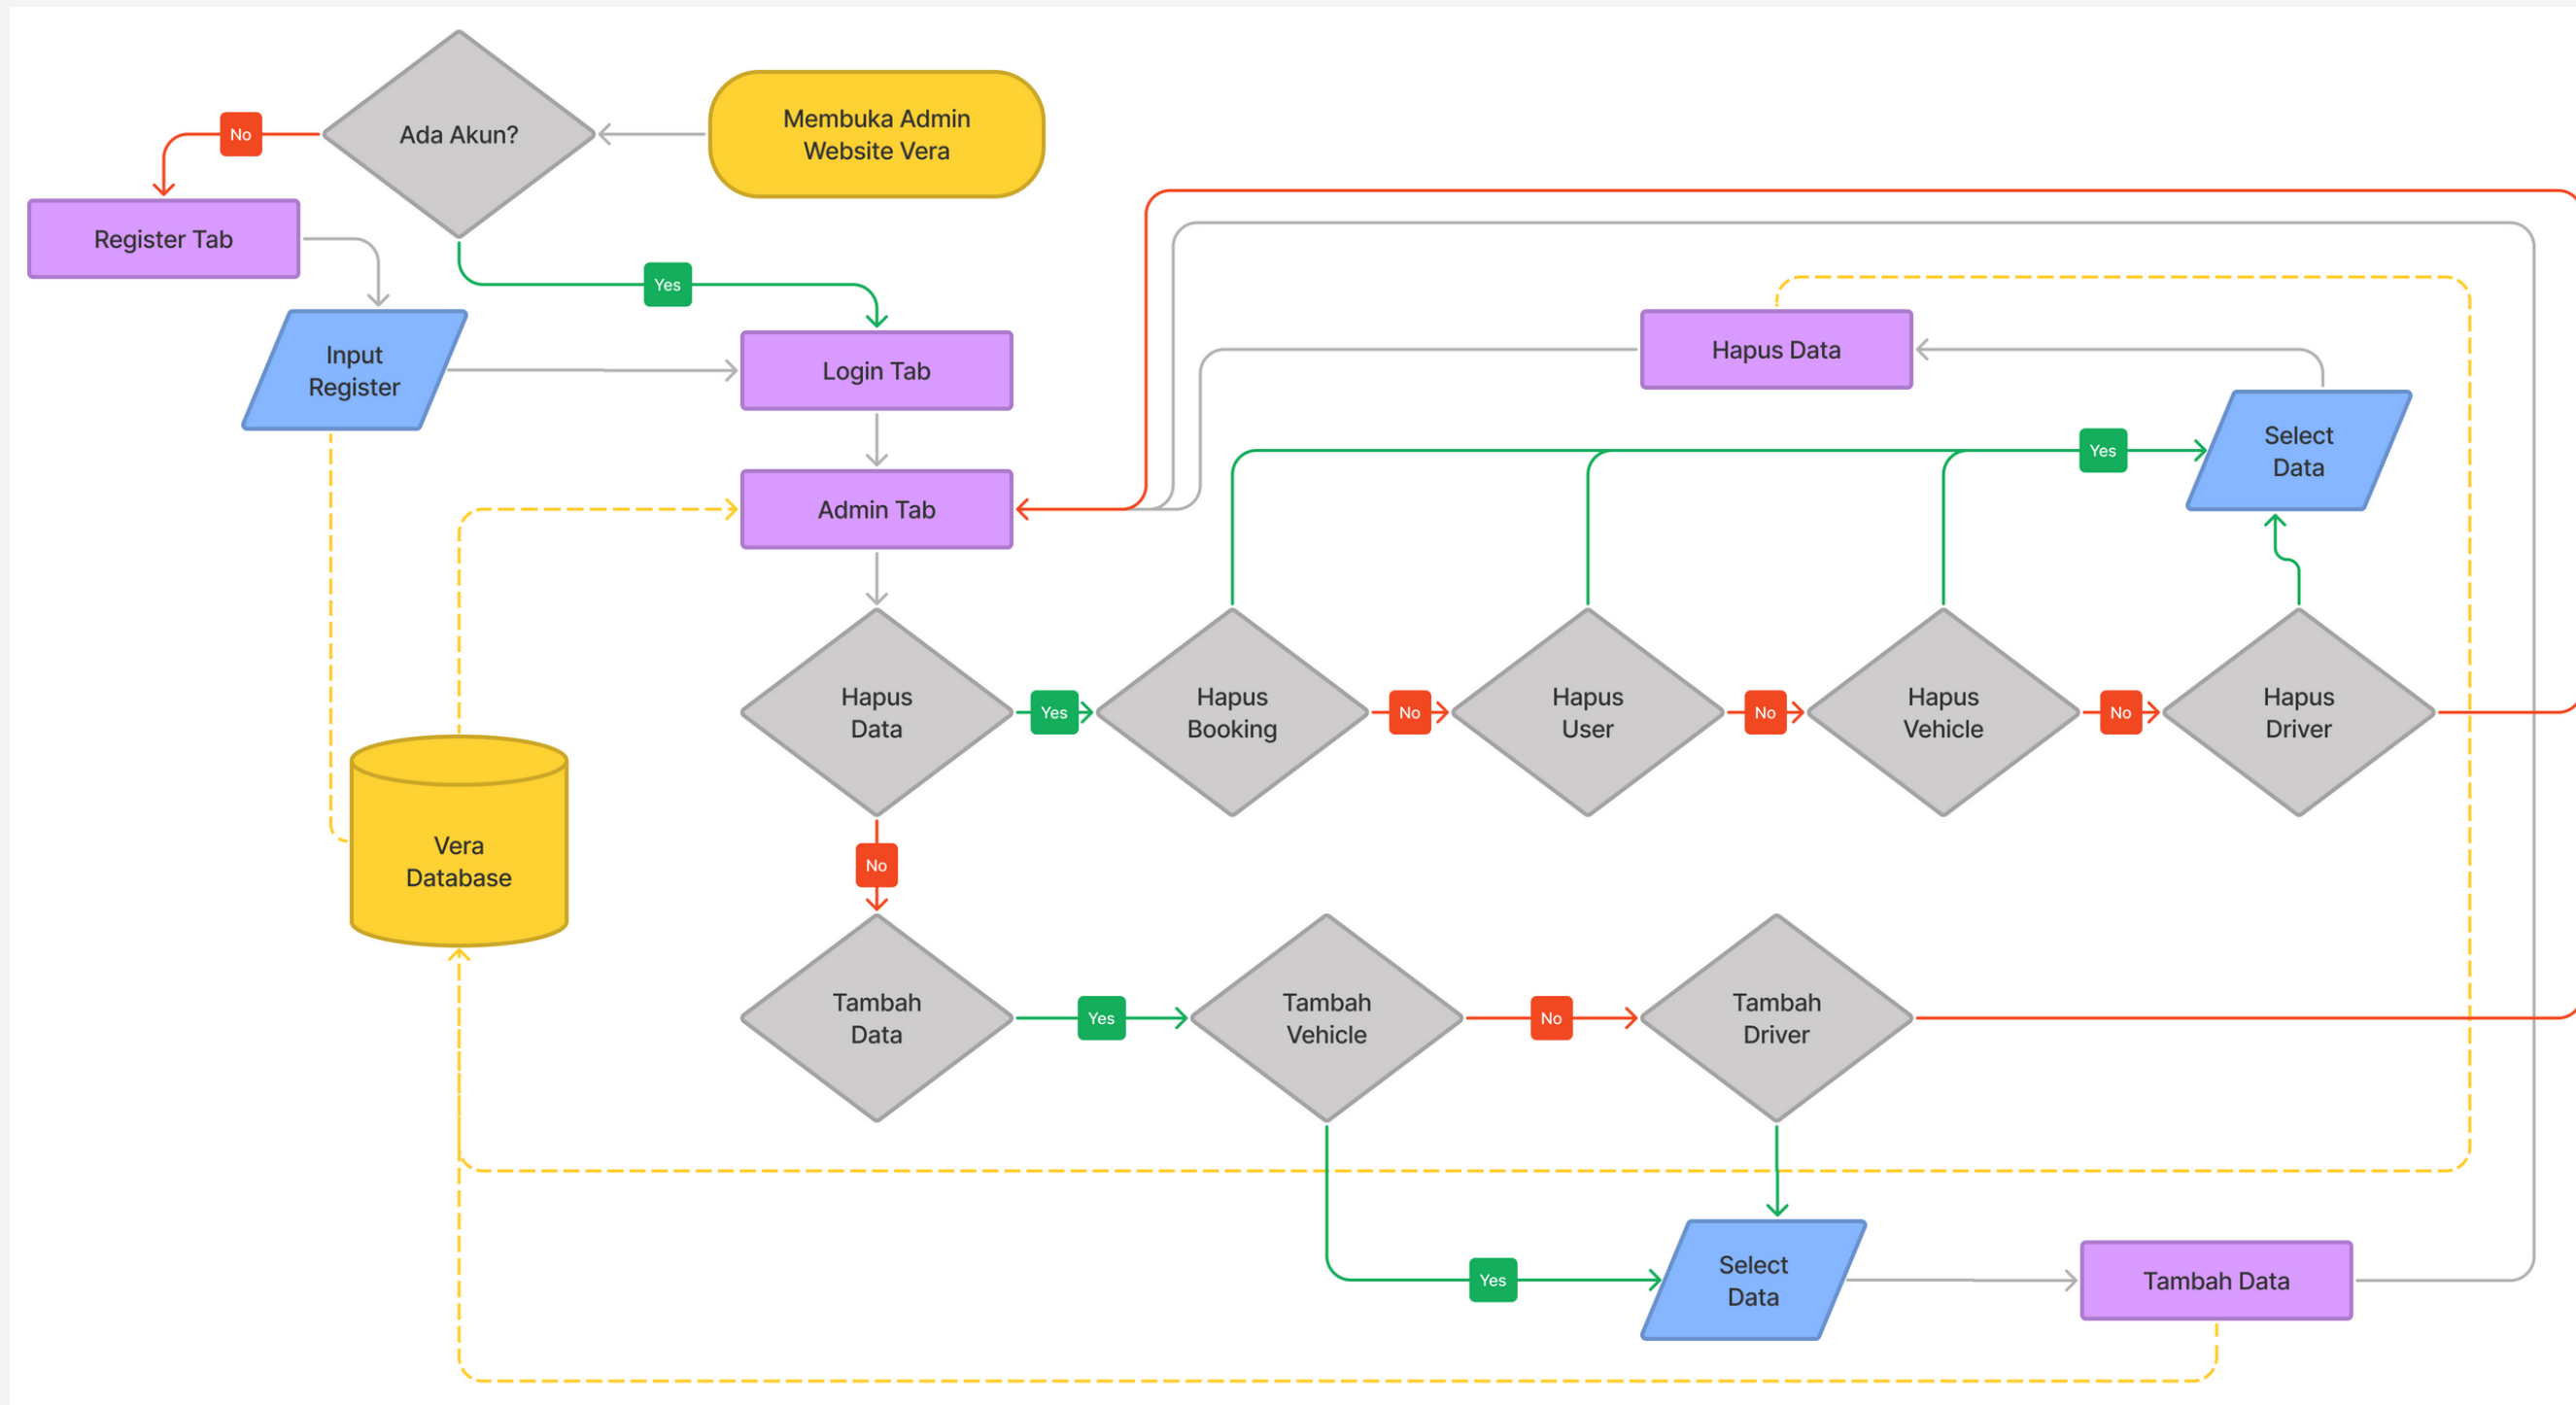 Ada Akun?
Membuka Admin
Website Vera
No
Register Tab
Yes
Input
Register
Login Tab
Hapus Data
Select
Data
Yes
Admin Tab
Hapus
Data
Yes
Hapus
Booking
No
Hapus
User
No
Hapus
Vehicle
No
Hapus
Driver
Vera
Database
No
Tambah
Data
Yes
Tambah
Vehicle
No
Tambah
Driver
Yes
Select
Data
Tambah Data